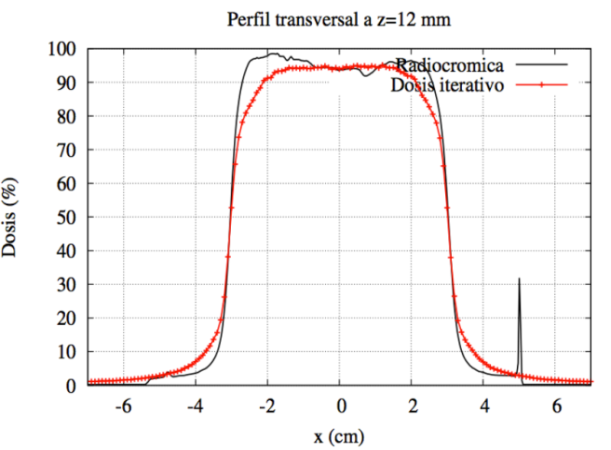 Perfil transversal a z=12 mm
Radiocromica
Dosis iterativo
100
90
80
70
60
50
40
30
20
10
0
Dosis (%)
-6 -4 -2 0 2 4 6
x (cm)